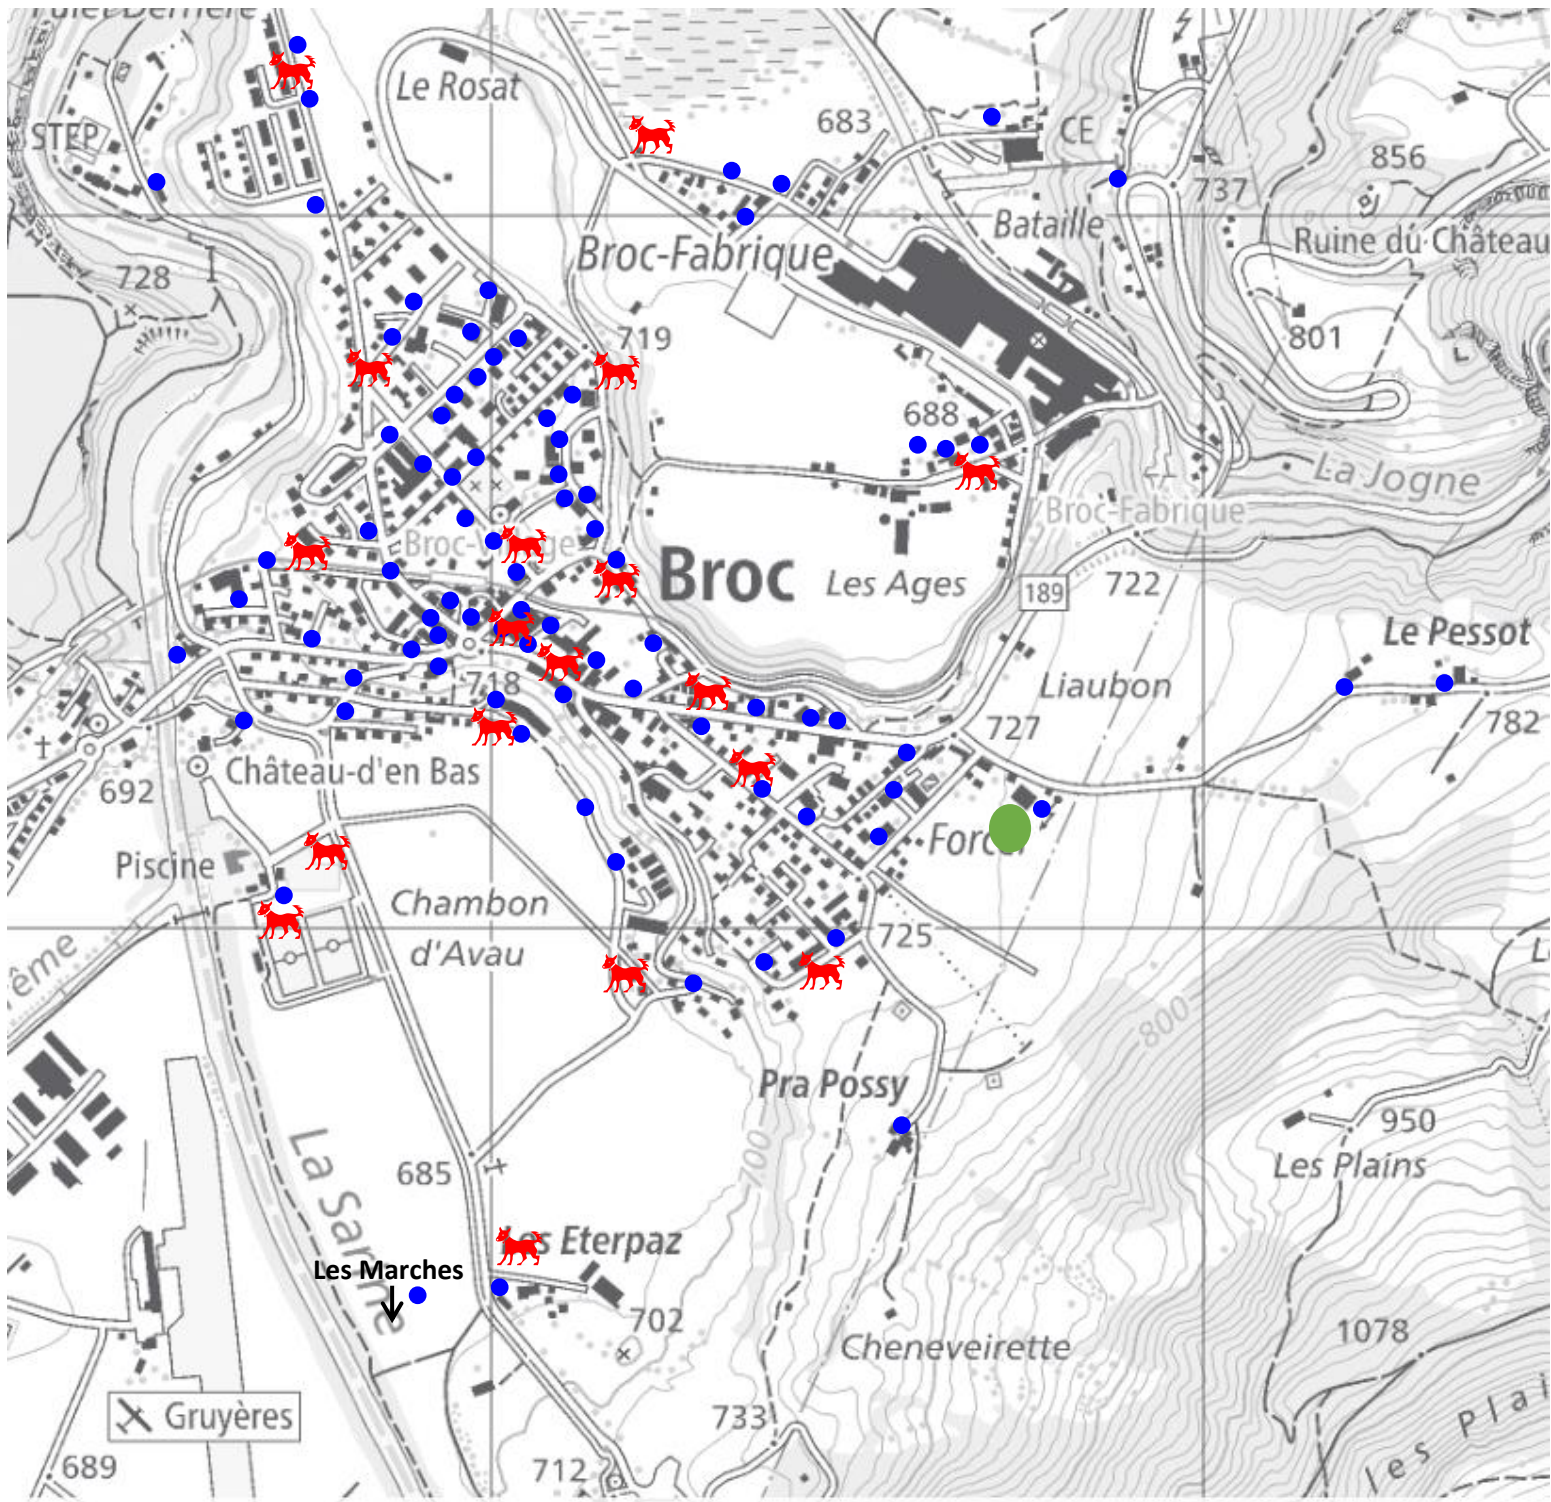 Le Rosat
683
CE
856
STEP
737
Bataille
Ruine du Château
Broc-Fabrique
728
719
801
688
La Jogne
Broc-Fabrique
Broc
Les Ages
189
722
Le Pessot
718
Liaubon
727
782
Château-d'en Bas
692
Piscine
Chambon
d'Avau
725
800
Pra Possy
950
Les Plains
685
700
La Sarine
Les Eterpaz
Les Marches
702
1078
Cheneveirette
Gruyères
733
689
712